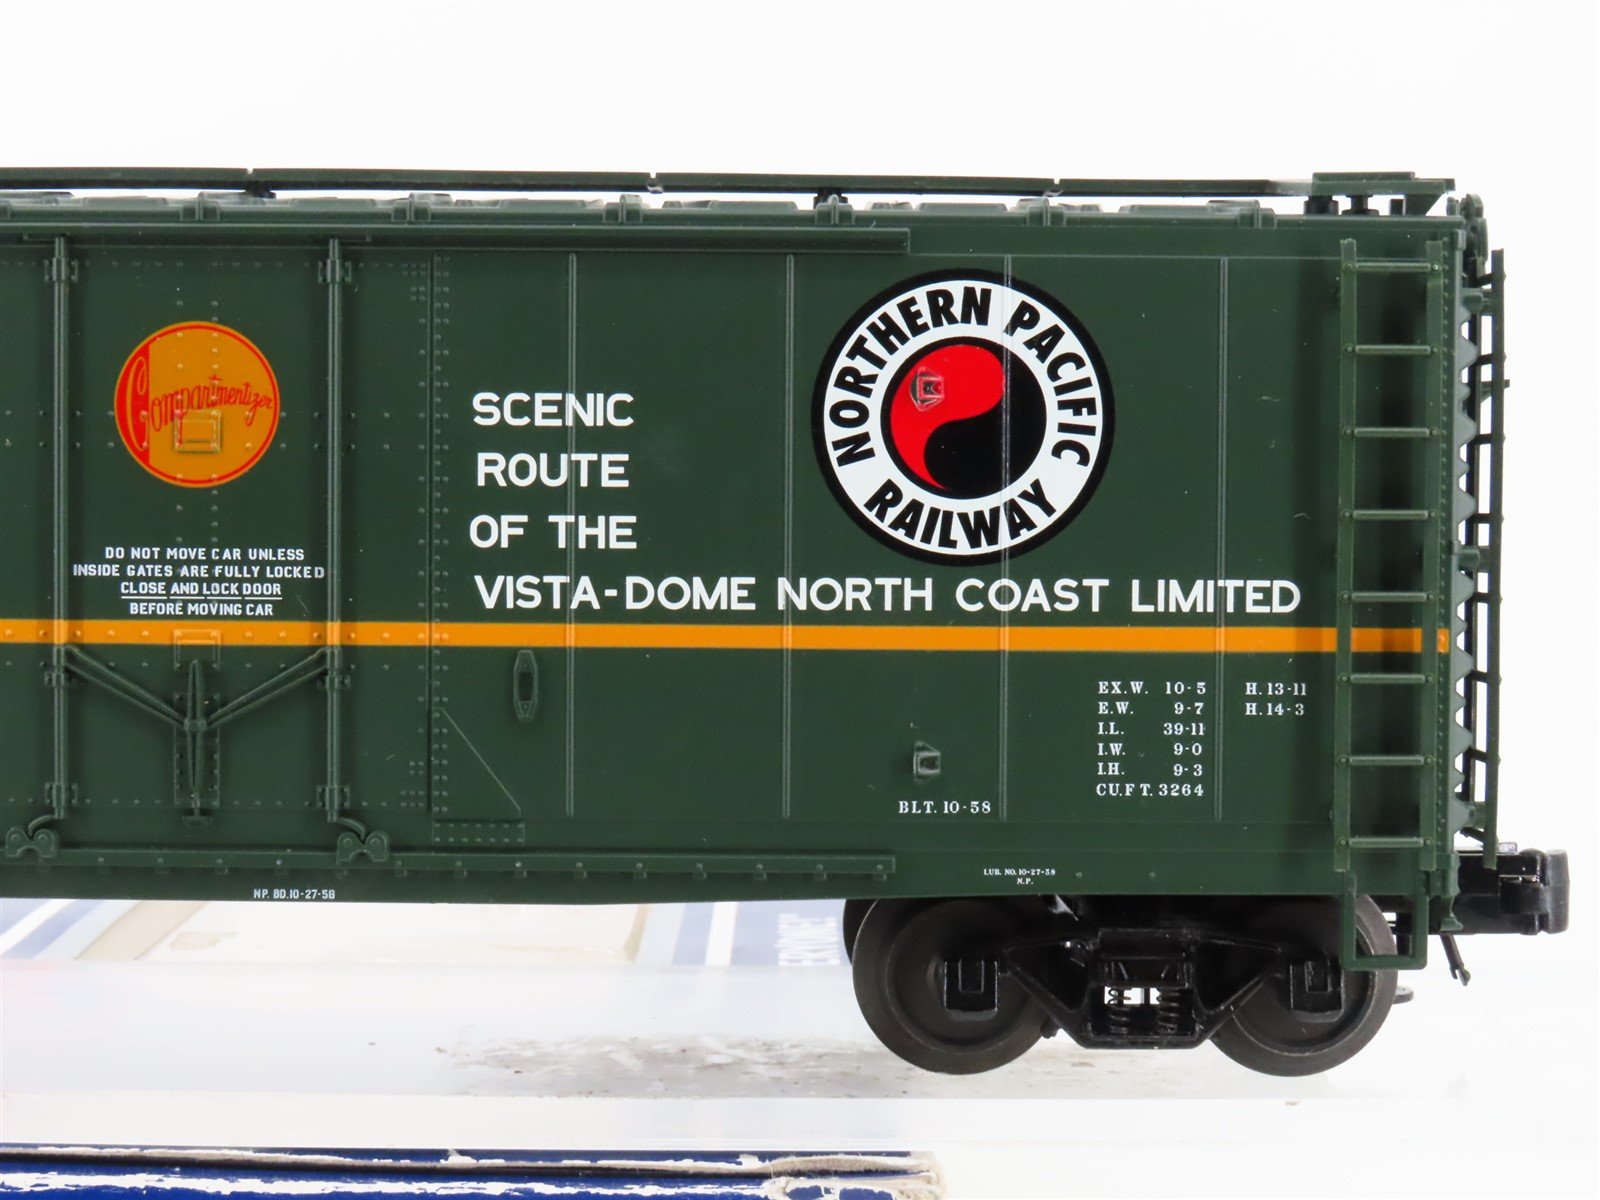 Compartmentizer
DO NOT MOVE CAR UNLESS
INSIDE GATES ARE FULLY LOCKED
CLOSE AND LOCK DOOR
BEFORE MOVING CAR
SCENIC
ROUTE
OF THE
VISTA-DOME NORTH COAST LIMITED
NORTHERN PACIFIC
RAILWAY
EX.W. 10-5 H.13-11
E.W. 9-7 H.14-3
I.L. 39-11
I.W. 9-0
I.H. 9-3
CU.FT. 3264
BLT. 10-58
LUB. NO. 10-27-58
N.P.
N.P. BD. 10-27-58